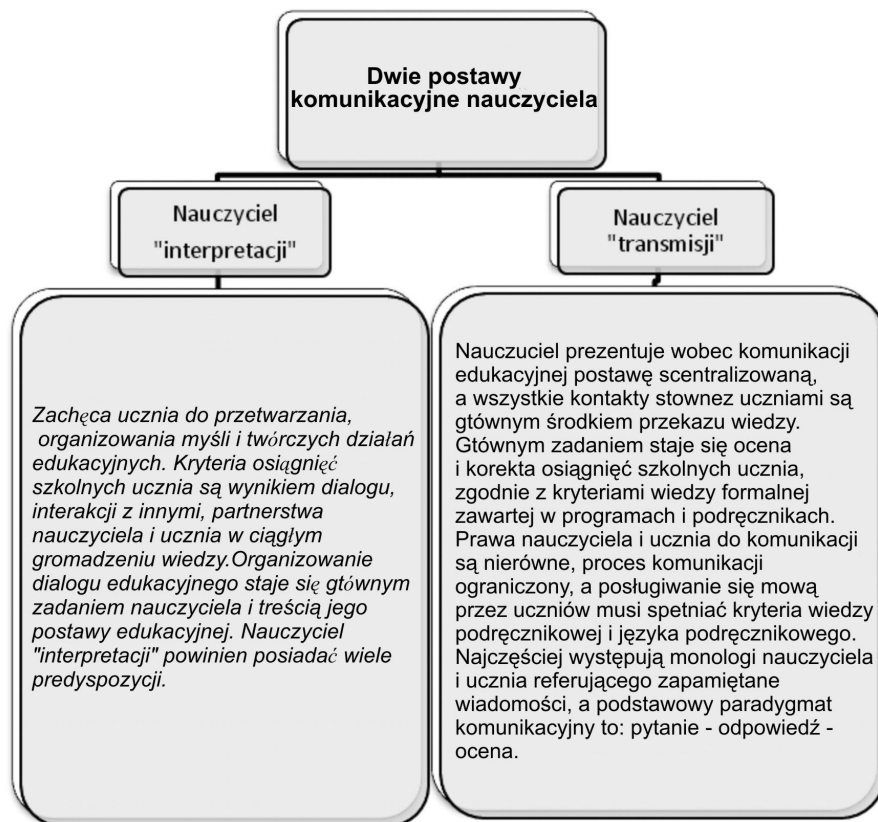 Dwie postawy
komunikacyjne nauczyciela
Nauczyciel
"interpretacji"
Nauczyciel
"transmisji"
Zachęca ucznia do przetwarzania,
organizowania myśli i twórczych działań
edukacyjnych. Kryteria osiągnięć
szkolnych ucznia są wynikiem dialogu,
interakcji z innymi, partnerstwa
nauczyciela i ucznia w ciągłym
gromadzeniu wiedzy.Organizowanie
dialogu edukacyjnego staje się gtównym
zadaniem nauczyciela i treścią jego
postawy edukacyjnej. Nauczyciel
"interpretacji" powinien posiadać wiele
predyspozycji.
Nauczuciel prezentuje wobec komunikacji
edukacyjnej postawę scentralizowaną,
a wszystkie kontakty stownez uczniami są
gtównym środkiem przekazu wiedzy.
Gtównym zadaniem staje się ocena
i korekta osiągnięć szkolnych ucznia,
zgodnie z kryteriami wiedzy formalnej
zawartej w programach i podręcznikach.
Prawa nauczyciela i ucznia do komunikacji
są nierówne, proces komunikacji
ograniczony, a posługiwanie się mową
przez uczniów musi spetniać kryteria wiedzy
podręcznikowej i języka podręcznikowego.
Najczęściej występują monologi nauczyciela
i ucznia referującego zapamiętane
wiadomości, a podstawowy paradygmat
komunikacyjny to: pytanie - odpowiedź -
ocena.